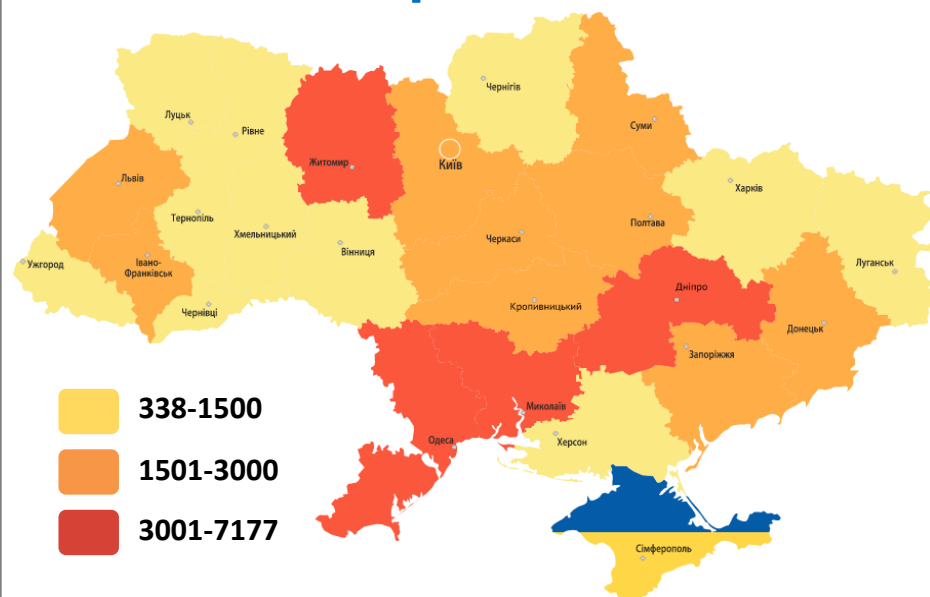 Чернігів
Луцьк
Рівне
Суми
Житомир
Київ
Львів
Харків
Тернопіль
Хмельницький
Полтава
Черкаси
Вінниця
Ужгород
Івано-
Франківськ
Луганськ
Чернівці
Кропивницький
Дніпро
Донецьк
Запоріжжя
338-1500
Миколаїв
Одеса
Херсон
1501-3000
3001-7177
Сімферополь